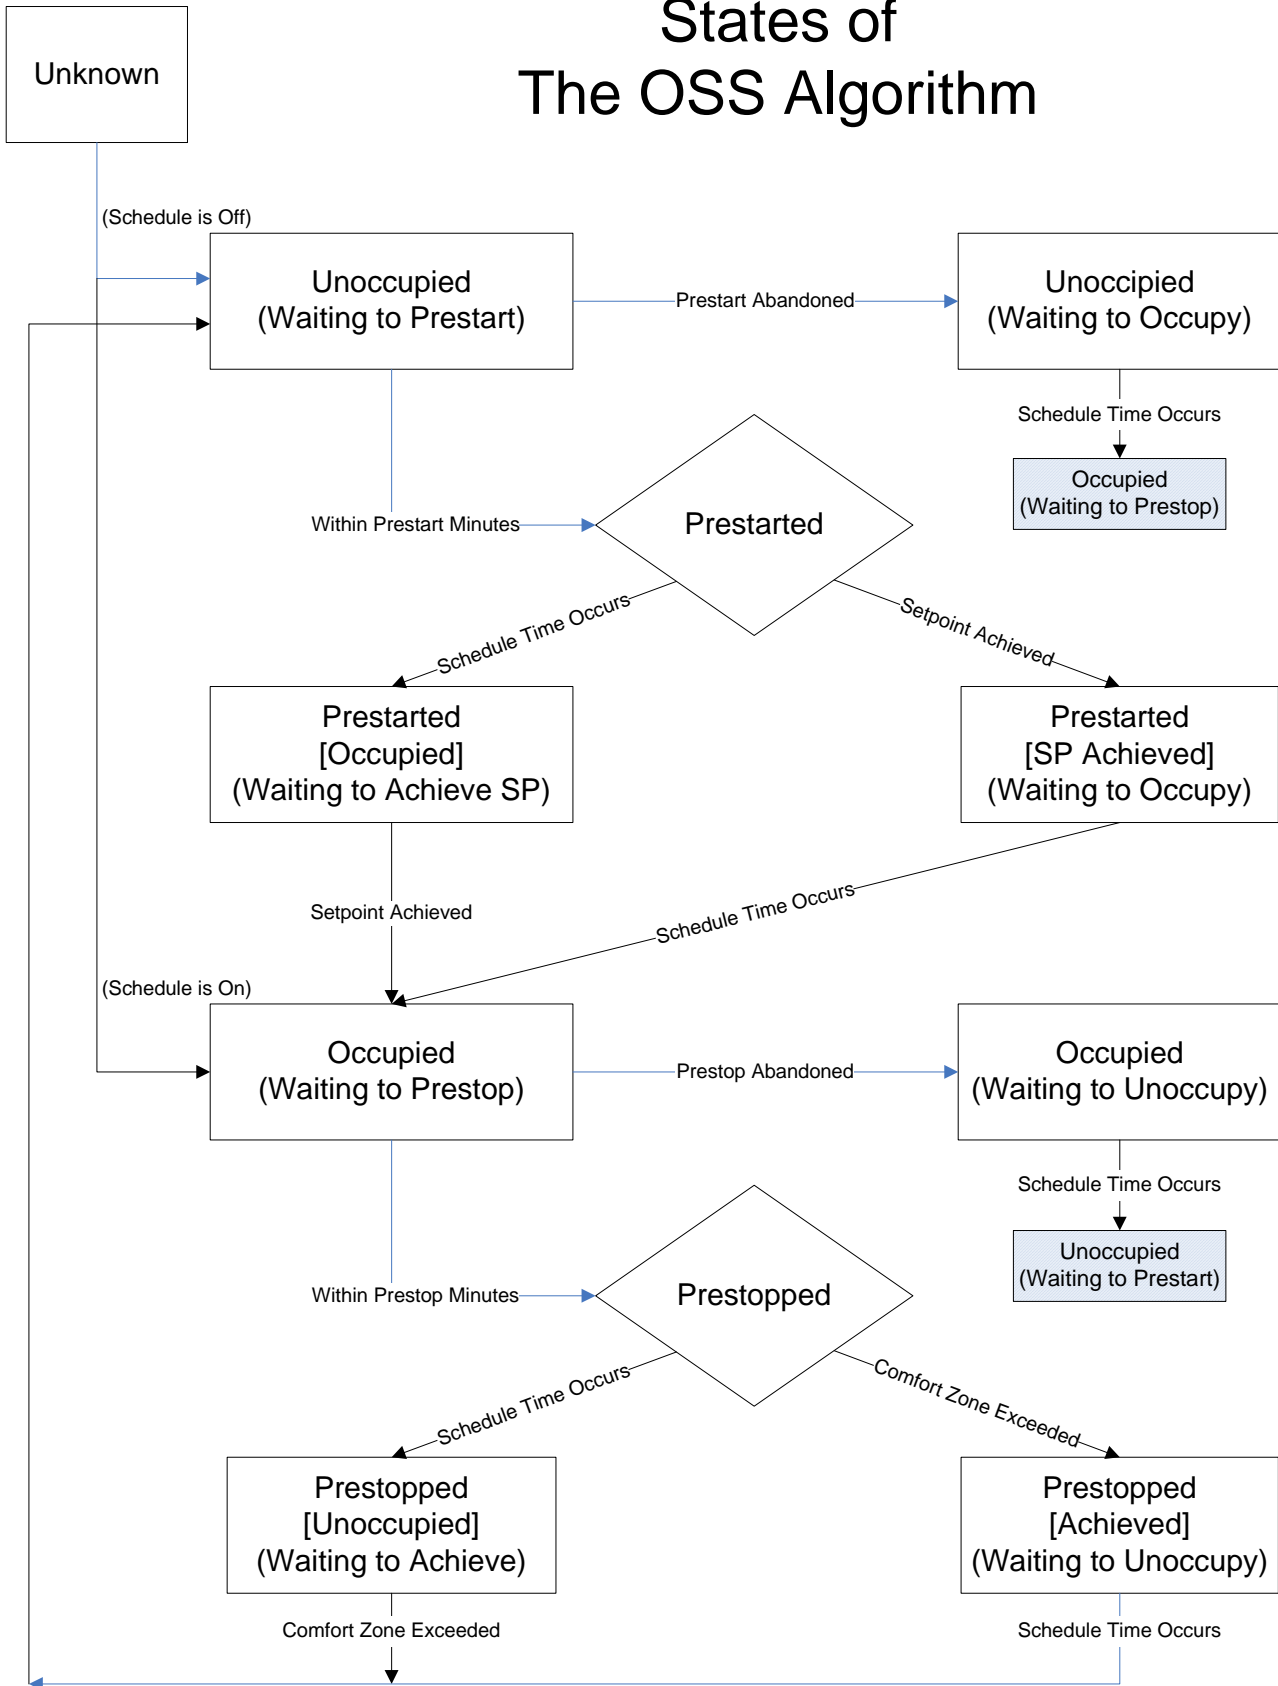 States of
The OSS Algorithm
Unknown
(Schedule is Off)
Unoccupied
(Waiting to Prestart)
Prestart Abandoned
Unoccipied
(Waiting to Occupy)
Schedule Time Occurs
Occupied
(Waiting to Prestop)
Within Prestart Minutes
Prestarted
Schedule Time Occurs
Setpoint Achieved
Prestarted
[Occupied]
(Waiting to Achieve SP)
Prestarted
[SP Achieved]
(Waiting to Occupy)
Setpoint Achieved
Schedule Time Occurs
(Schedule is On)
Occupied
(Waiting to Prestop)
Prestop Abandoned
Occupied
(Waiting to Unoccupy)
Schedule Time Occurs
Unoccupied
(Waiting to Prestart)
Within Prestop Minutes
Prestopped
Schedule Time Occurs
Comfort Zone Exceeded
Prestopped
[Unoccupied]
(Waiting to Achieve)
Prestopped
[Achieved]
(Waiting to Unoccupy)
Comfort Zone Exceeded
Schedule Time Occurs